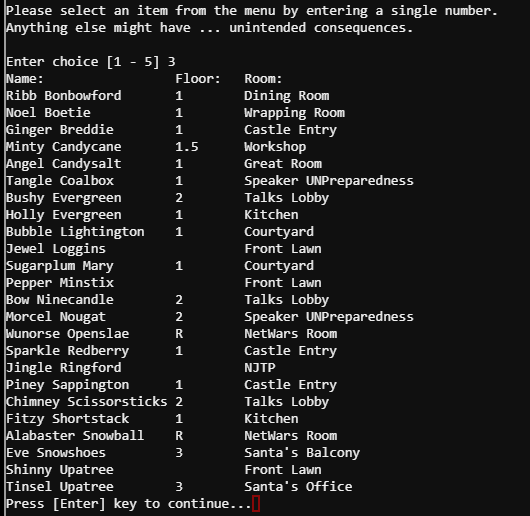 Please select an item from the menu by entering a single number.
Anything else might have ... unintended consequences.
Enter choice [1 - 5] 3
Name: Floor: Room:
Ribb Bonbowford 1 Dining Room
Noel Boetie 1 Wrapping Room
Ginger Breddie 1 Castle Entry
Minty Candycane 1.5 Workshop
Angel Candysalt 1 Great Room
Tangle Coalbox 1 Speaker UNPreparedness
Bushy Evergreen 2 Talks Lobby
Holly Evergreen 1 Kitchen
Bubble Lightington 1 Courtyard
Jewel Loggins Front Lawn
Sugarplum Mary 1 Courtyard
Pepper Minstix Front Lawn
Bow Ninecandle 2 Talks Lobby
Morcel Nougat 2 Speaker UNPreparedness
Wunorse Openslae R NetWars Room
Sparkle Redberry 1 Castle Entry
Jingle Ringford NJTP
Piney Sappington 1 Castle Entry
Chimney Scissorsticks 2 Talks Lobby
Fitzy Shortstack 1 Kitchen
Alabaster Snowball R NetWars Room
Eve Snowshoes 3 Santa's Balcony
Shinny Upatree Front Lawn
Tinsel Upatree 3 Santa's Office
Press [Enter] key to continue...